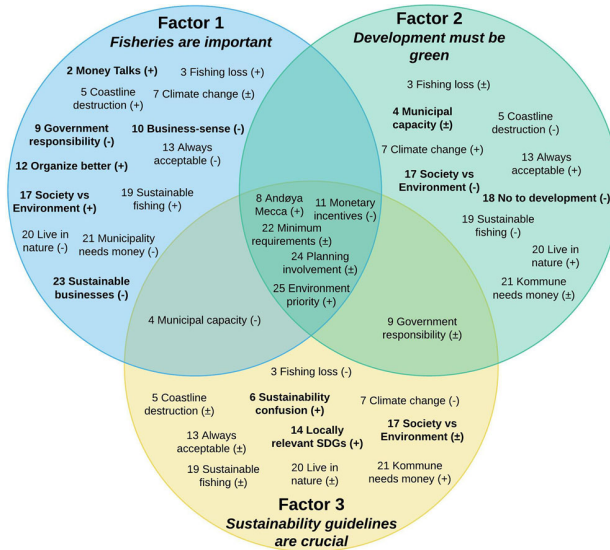 Factor 1
Fisheries are important
2 Money Talks (+)
3 Fishing loss (+)
5 Coastline
destruction (+)
7 Climate change (±)
9 Government
responsibility (-)
10 Business-sense (-)
12 Organize better (+)
13 Always
acceptable (-)
17 Society vs
Environment (+)
19 Sustainable
fishing (+)
20 Live in
nature (-)
21 Municipality
needs money (-)
23 Sustainable
businesses (-)
Factor 2
Development must be
green
3 Fishing loss (±)
4 Municipal
capacity (±)
5 Coastline
destruction (-)
7 Climate change (+)
13 Always
acceptable (+)
17 Society vs
Environment (-)
18 No to development (-)
19 Sustainable
fishing (-)
20 Live in
nature (+)
21 Kommune
needs money (±)
8 Andøya
Mecca (+)
11 Monetary
incentives (-)
22 Minimum
requirements (±)
24 Planning
involvement (±)
25 Environment
priority (+)
4 Municipal capacity (-)
9 Government
responsibility (±)
3 Fishing loss (-)
5 Coastline
destruction (±)
6 Sustainability
confusion (+)
7 Climate change (-)
13 Always
acceptable (±)
14 Locally
relevant SDGs (+)
17 Society vs
Environment (±)
19 Sustainable
fishing (±)
20 Live in
nature (±)
21 Kommune
needs money (+)
Factor 3
Sustainability guidelines
are crucial